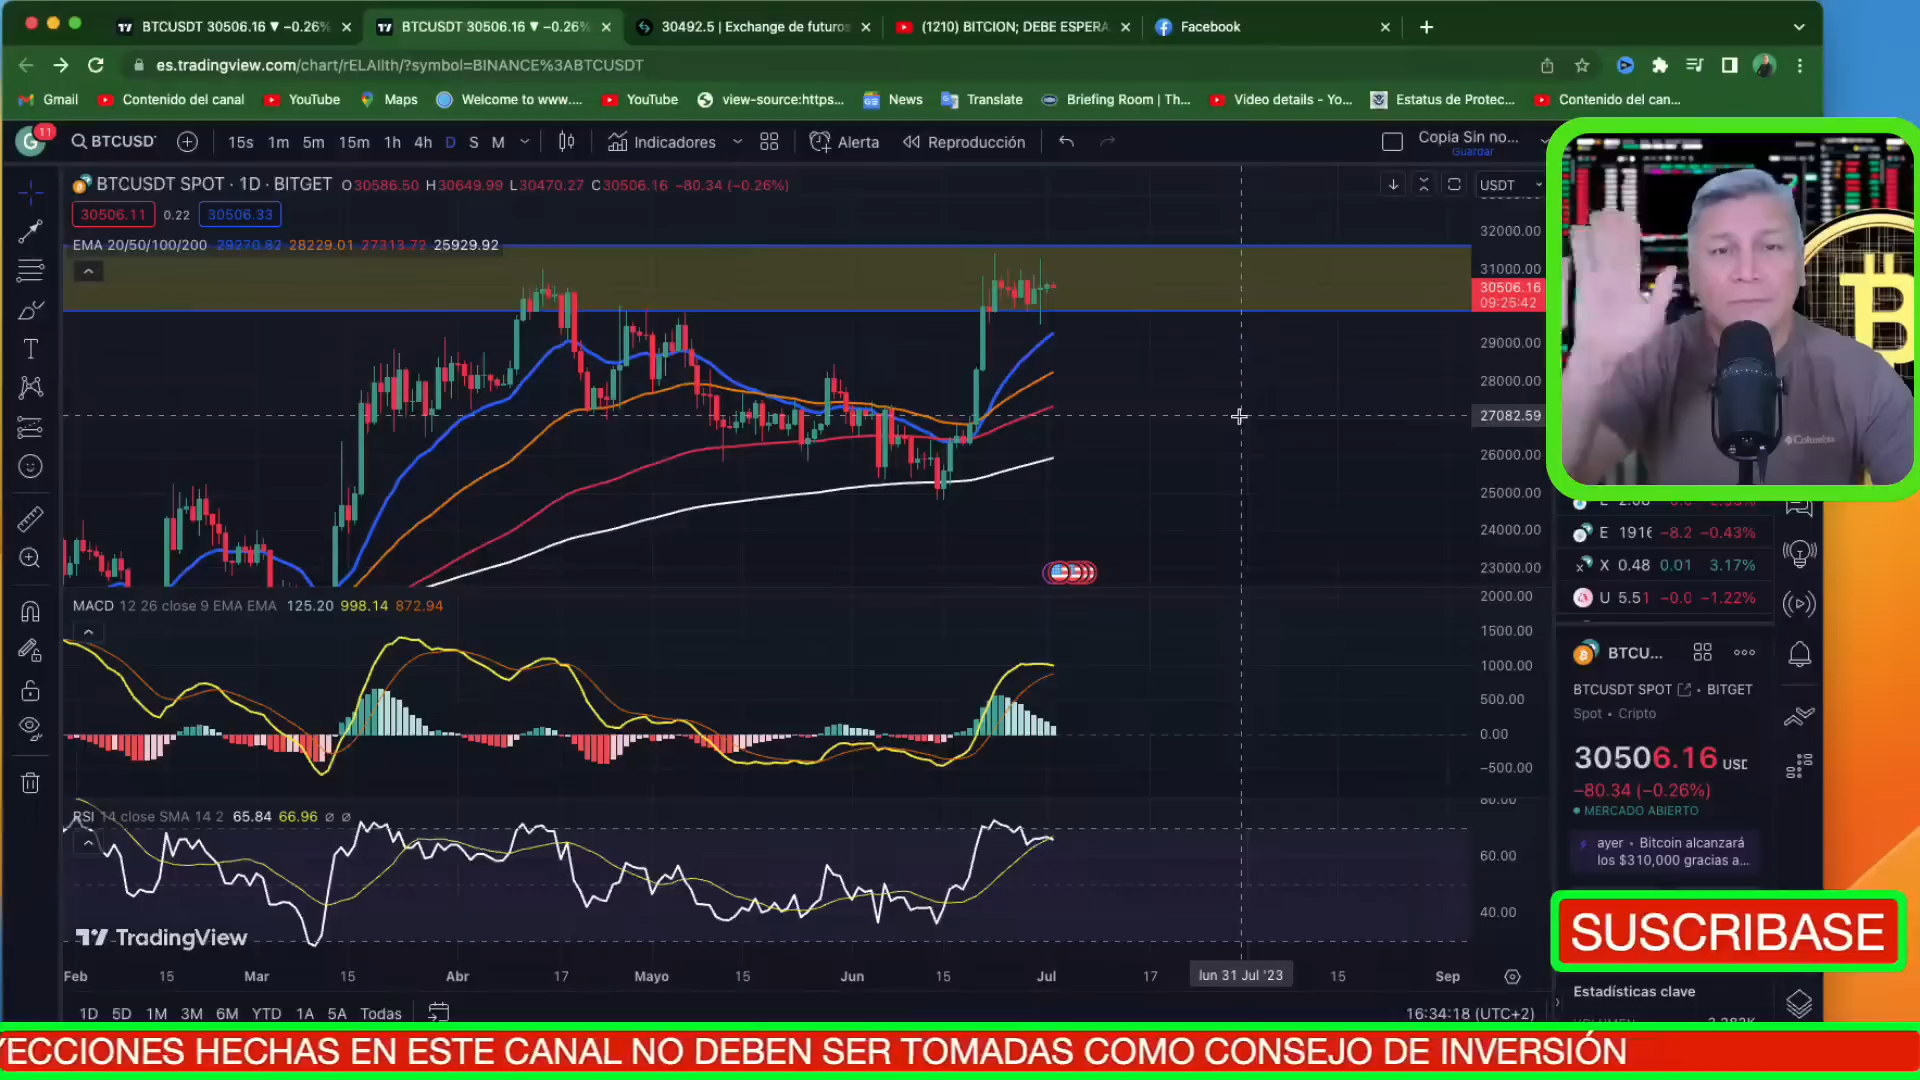 BTCUSDT 30506.16 ▼ −0.26%
BTCUSDT 30506.16 ▼ −0.26%
30492.5 | Exchange de futuros
(1210) BITCION; DEBE ESPERA
Facebook
es.tradingview.com/chart/rELAIlth/?symbol=BINANCE%3ABTCUSDT
Gmail
Contenido del canal
YouTube
Maps
Welcome to www....
YouTube
view-source:https...
News
Translate
Briefing Room | Th...
Video details - Yo...
Estatus de Protec...
Contenido del can...
G
11
BTCUSD
15s
1m
5m
15m
1h
4h
D
S
M
Indicadores
Alerta
Reproducción
Copia Sin no...
Guardar
BTCUSDT SPOT · 1D · BITGET O30586.50 H30649.99 L30470.27 C30506.16 −80.34 (−0.26%)
USDT
30506.11
0.22
30506.33
EMA 20/50/100/200 29270.82 28229.01 27313.72 25929.92
32000.00
31000.00
30506.16
09:25:42
29000.00
28000.00
27082.59
26000.00
25000.00
24000.00
23000.00
Columbia
E 1916 −8.2 −0.43%
X 0.48 0.01 3.17%
U 5.51 −0.0 −1.22%
MACD 12 26 close 9 EMA EMA 125.20 998.14 872.94
2000.00
1500.00
1000.00
500.00
0.00
−500.00
BTCU...
BTCUSDT SPOT • BITGET
Spot • Cripto
30506.16 USD
−80.34 (−0.26%)
MERCADO ABIERTO
ayer • Bitcoin alcanzará
los $310,000 gracias a...
RSI 14 close SMA 14 2 65.84 66.96 ∅ ∅
80.00
60.00
40.00
TradingView
SUSCRIBASE
Feb
15
Mar
15
Abr
17
Mayo
15
Jun
15
Jul
17
lun 31 Jul '23
15
Sep
Estadísticas clave
1D
5D
1M
3M
6M
YTD
1A
5A
Todas
16:34:18 (UTC+2)
YECCIONES HECHAS EN ESTE CANAL NO DEBEN SER TOMADAS COMO CONSEJO DE INVERSIÓN